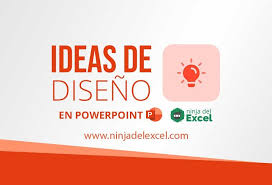 IDEAS DE
DISEÑO
EN POWERPOINT P
ninja del
Excel
www.ninjadelexcel.com